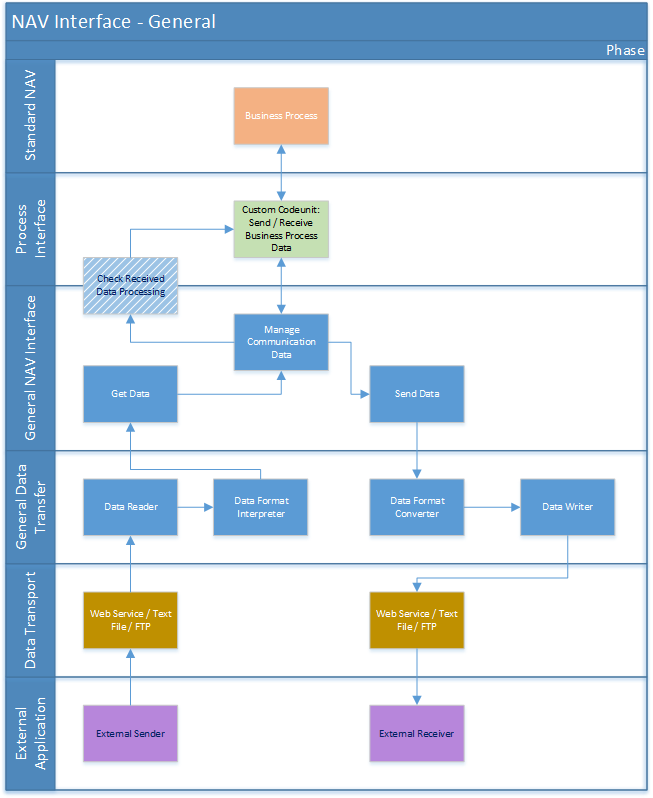 NAV Interface - General
Phase
Standard NAV
Business Process
Process
Interface
Custom Codeunit:
Send / Receive
Business Process
Data
Check Received
Data Processing
General NAV Interface
Manage
Communication
Data
Get Data
Send Data
General Data
Transfer
Data Reader
Data Format
Interpreter
Data Format
Converter
Data Writer
Data Transport
Web Service / Text
File / FTP
Web Service / Text
File / FTP
External
Application
External Sender
External Receiver